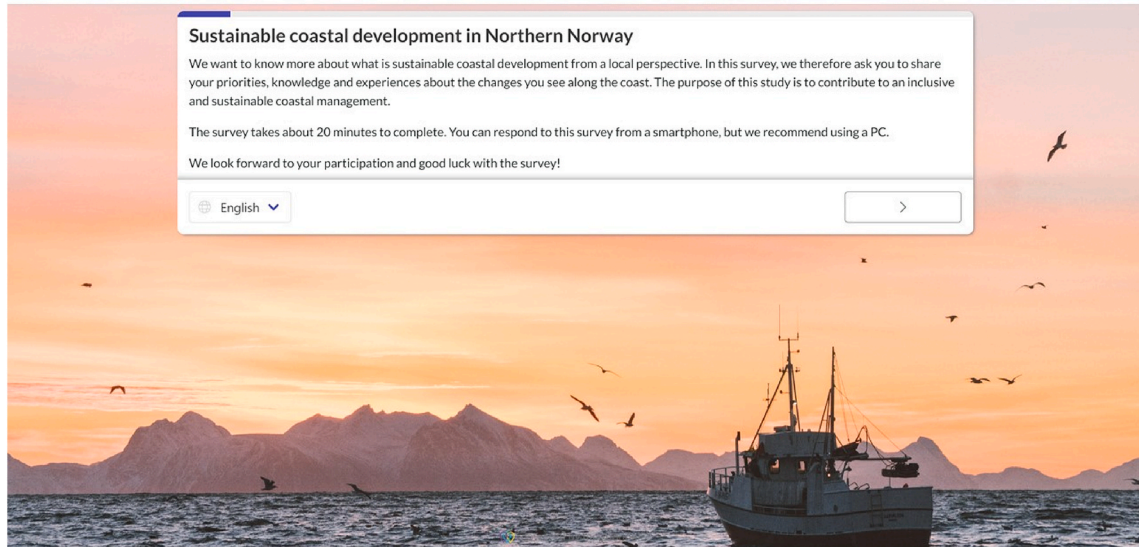 Sustainable coastal development in Northern Norway
We want to know more about what is sustainable coastal development from a local perspective. In this survey, we therefore ask you to share
your priorities, knowledge and experiences about the changes you see along the coast. The purpose of this study is to contribute to an inclusive
and sustainable coastal management.
The survey takes about 20 minutes to complete. You can respond to this survey from a smartphone, but we recommend using a PC.
We look forward to your participation and good luck with the survey!
English